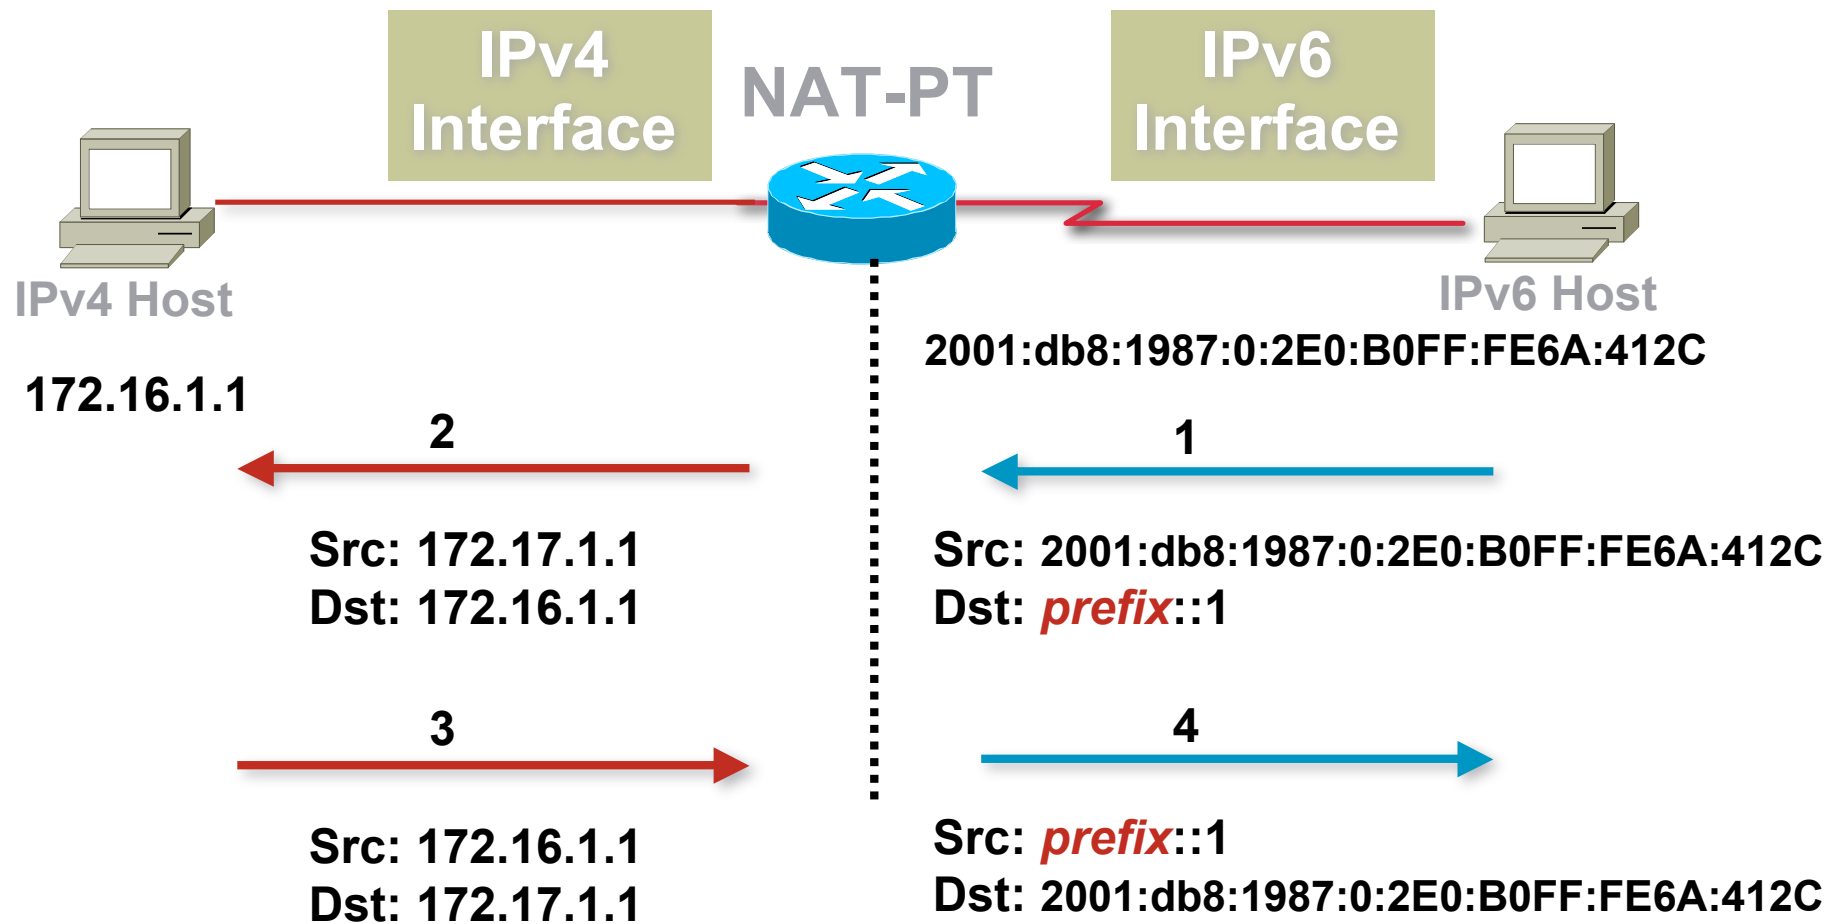 IPv4
Interface
NAT-PT
IPv6
Interface
IPv4 Host
IPv6 Host
172.16.1.1
2001:db8:1987:0:2E0:B0FF:FE6A:412C
2
1
Src: 172.17.1.1
Dst: 172.16.1.1
Src: 2001:db8:1987:0:2E0:B0FF:FE6A:412C
Dst: prefix::1
3
4
Src: 172.16.1.1
Dst: 172.17.1.1
Src: prefix::1
Dst: 2001:db8:1987:0:2E0:B0FF:FE6A:412C